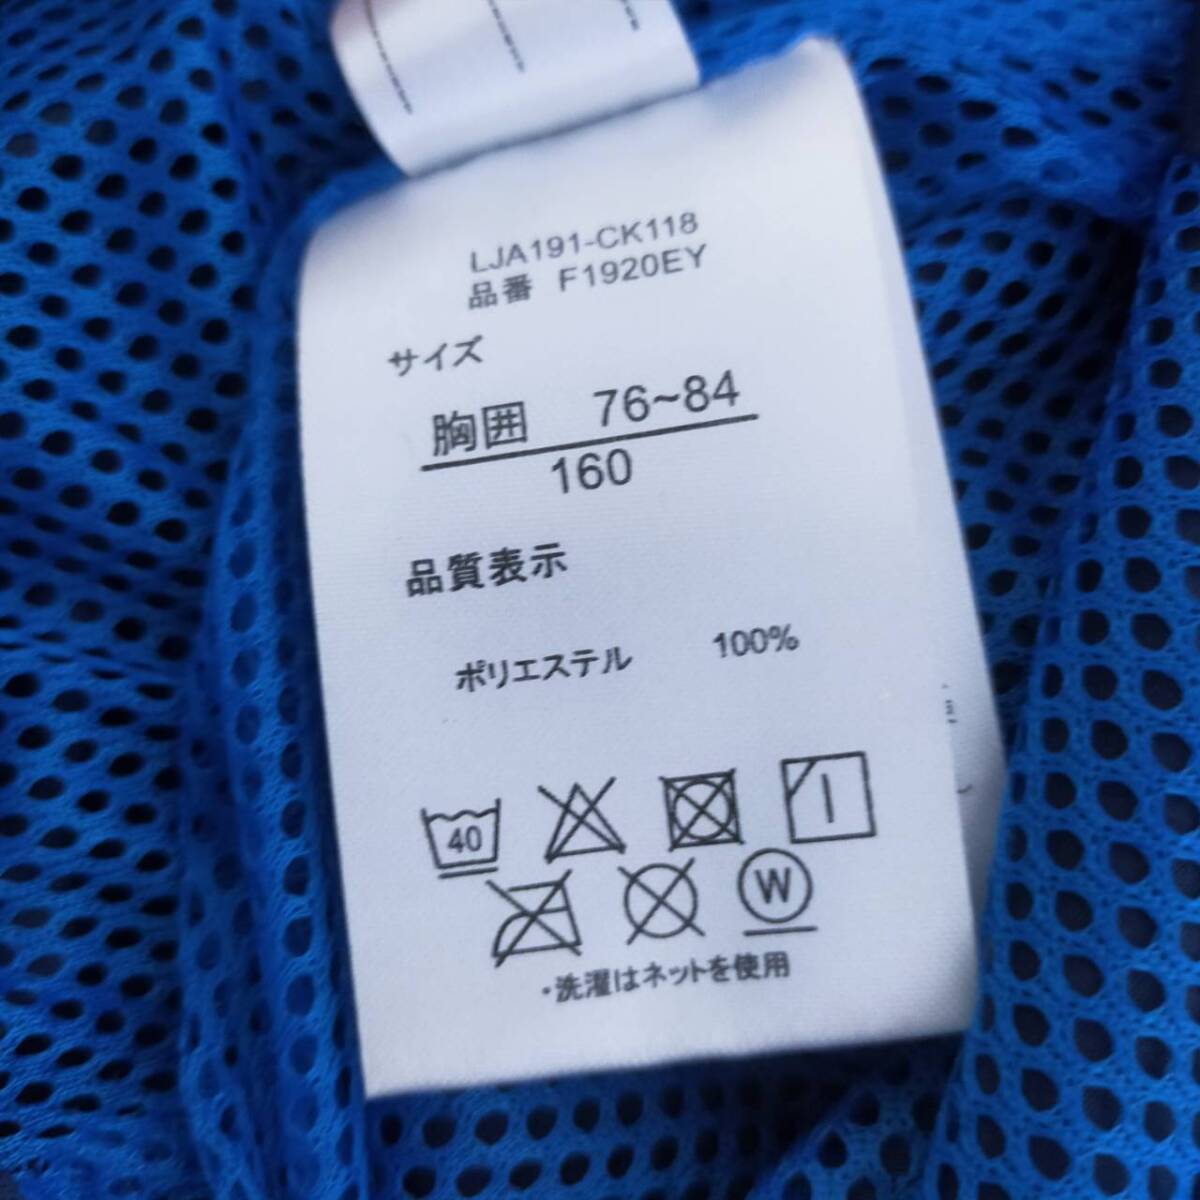 LJA191-CK118
品番 F1920EY
サイズ
胸囲 76~84
160
品質表示
ポリエステル 100%
40
W
・洗濯はネットを使用